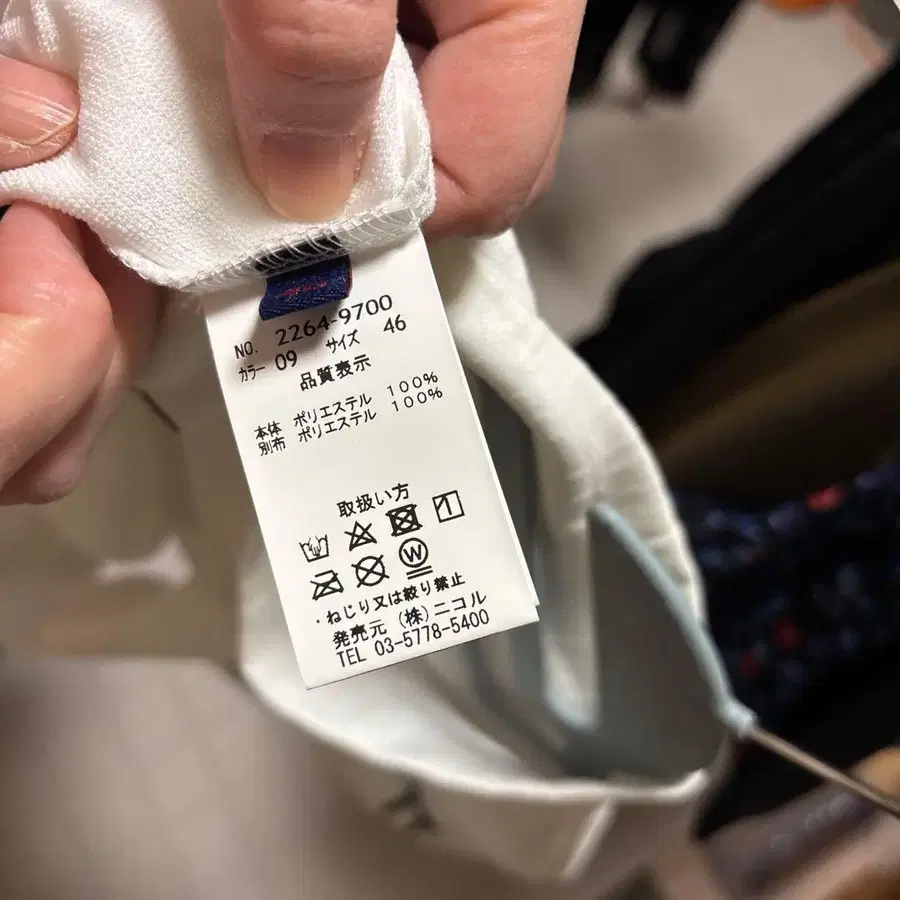 NO. 2264-9700
カラー 09 サイズ 46
品質表示
本体 ポリエステル 100%
別布 ポリエステル 100%
取扱い方
W
・ねじり又は絞り禁止
発売元 (株)ニコル
TEL 03-5778-5400